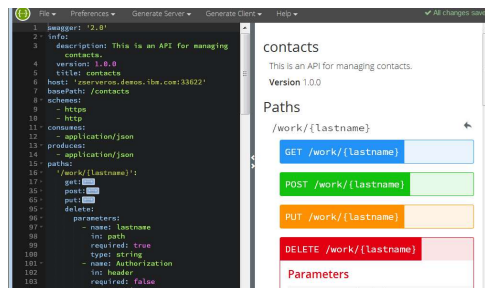 File Preferences Generate Server Generate Client Help ✔ All changes save
1 swagger: '2.0'
2 info:
3 description: This is an API for managing
contacts.
4 version: 1.0.0
5 title: contacts
6 host: 'zserveros.demos.ibm.com:33622'
7 basePath: /contacts
8 schemes:
9 - https
10 - http
11 consumes:
12 - application/json
13 produces:
14 - application/json
15 paths:
16 '/work/{lastname}':
17 get:
35 post:
65 put:
95 delete:
96 parameters:
97 - name: lastname
98 in: path
99 required: true
100 type: string
101 - name: Authorization
102 in: header
103 required: false
contacts
This is an API for managing contacts.
Version 1.0.0
Paths
/work/{lastname}
GET /work/{lastname}
POST /work/{lastname}
PUT /work/{lastname}
DELETE /work/{lastname}
Parameters